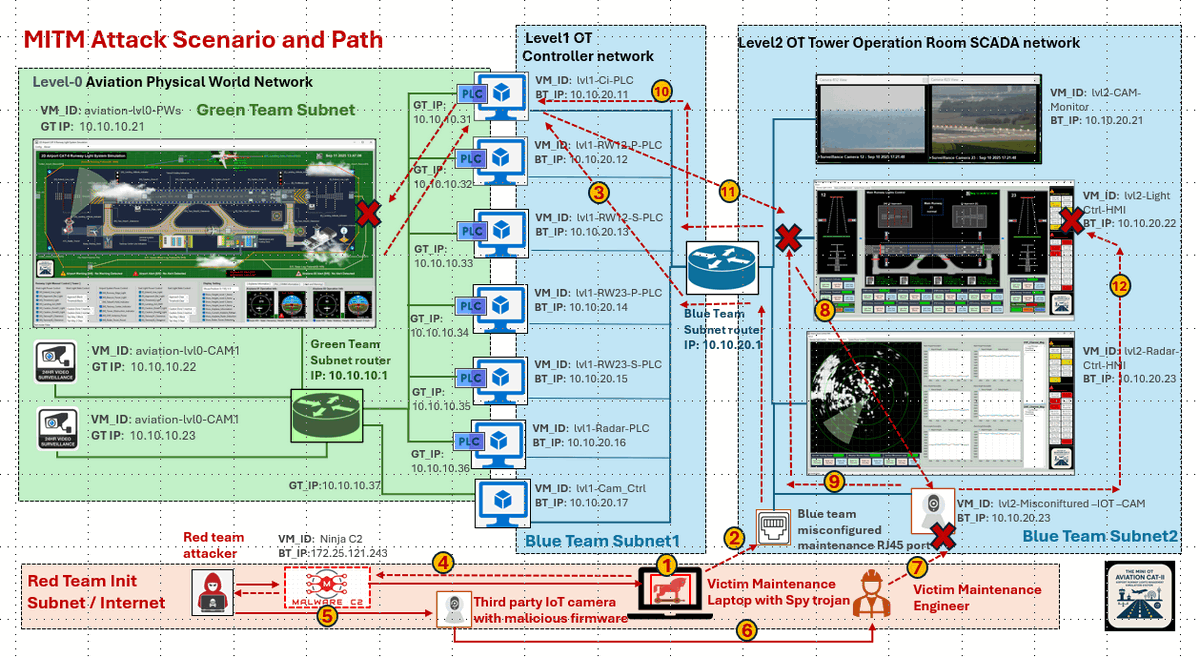 MITM Attack Scenario and Path
Level-0 Aviation Physical World Network
VM_ID: aviation-lvl0-PWs
GT IP: 10.10.10.21
Green Team Subnet
VM_ID: aviation-lvl0-CAM1
GT IP: 10.10.10.22
VM_ID: aviation-lvl0-CAM1
GT IP: 10.10.10.23
24HR VIDEO
SURVEILLANCE
24HR VIDEO
SURVEILLANCE
Green Team
Subnet router
IP: 10.10.10.1
GT_IP:
10.10.10.31
10.10.10.32
10.10.10.33
10.10.10.34
10.10.10.35
10.10.10.36
GT_IP:10.10.10.37
Level1 OT
Controller network
PLC
VM_ID: lvl1-Ci-PLC
BT_IP: 10.10.20.11
PLC
VM_ID: lvl1-RW12-P-PLC
BT_IP: 10.10.20.12
PLC
VM_ID: lvl1-RW12-S-PLC
BT_IP: 10.10.20.13
PLC
VM_ID: lvl1-RW23-P-PLC
BT_IP: 10.10.20.14
PLC
VM_ID: lvl1-RW23-S-PLC
BT_IP: 10.10.20.15
PLC
VM_ID: lvl1-Radar-PLC
BT_IP: 10.10.20.16
VM_ID: lvl1-Cam_Ctrl
BT_IP: 10.10.20.17
Blue Team Subnet1
10
3
11
Blue Team
Subnet router
IP: 10.10.20.1
Level2 OT Tower Operation Room SCADA network
VM_ID: lvl2-CAM-
Monitor
BT_IP: 10.10.20.21
VM_ID: lvl2-Light
Ctrl-HMI
BT_IP: 10.10.20.22
12
8
VM_ID: lvl2-Radar-
Ctrl-HMI
BT_IP: 10.10.20.23
9
VM_ID: lvl2-Misconiftured –IOT –CAM
BT_IP: 10.10.20.23
Blue team
misconfigured
maintenance RJ45 port
Blue Team Subnet2
2
7
Red team
attacker
VM_ID: Ninja C2
BT_IP:172.25.121.243
4
1
Red Team Init
Subnet / Internet
MALWARE C2
5
Third party IoT camera
with malicious firmware
Victim Maintenance
Laptop with Spy trojan
Victim Maintenance
Engineer
6
THE MINI OT
AVIATION CAT-II